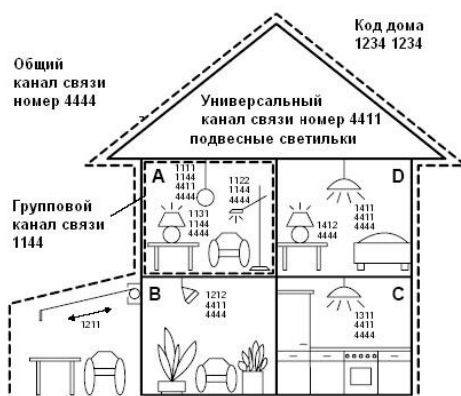 Код дома
1234 1234
Общий
канал связи
номер 4444
Универсальный
канал связи номер 4411
подвесные светильки
Групповой
канал связи
1144
A
1111
1144
4411
4444
1122
1144
4444
1131
1144
4444
D
1411
4411
4444
1412
4444
B
1212
4411
4444
1211
C
1311
4411
4444